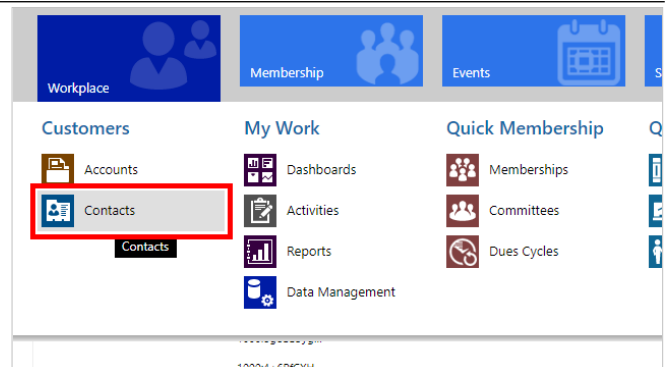 Workplace
Membership
Events
Customers
My Work
Quick Membership
Accounts
Dashboards
Memberships
Contacts
Activities
Committees
Contacts
Reports
Dues Cycles
Data Management